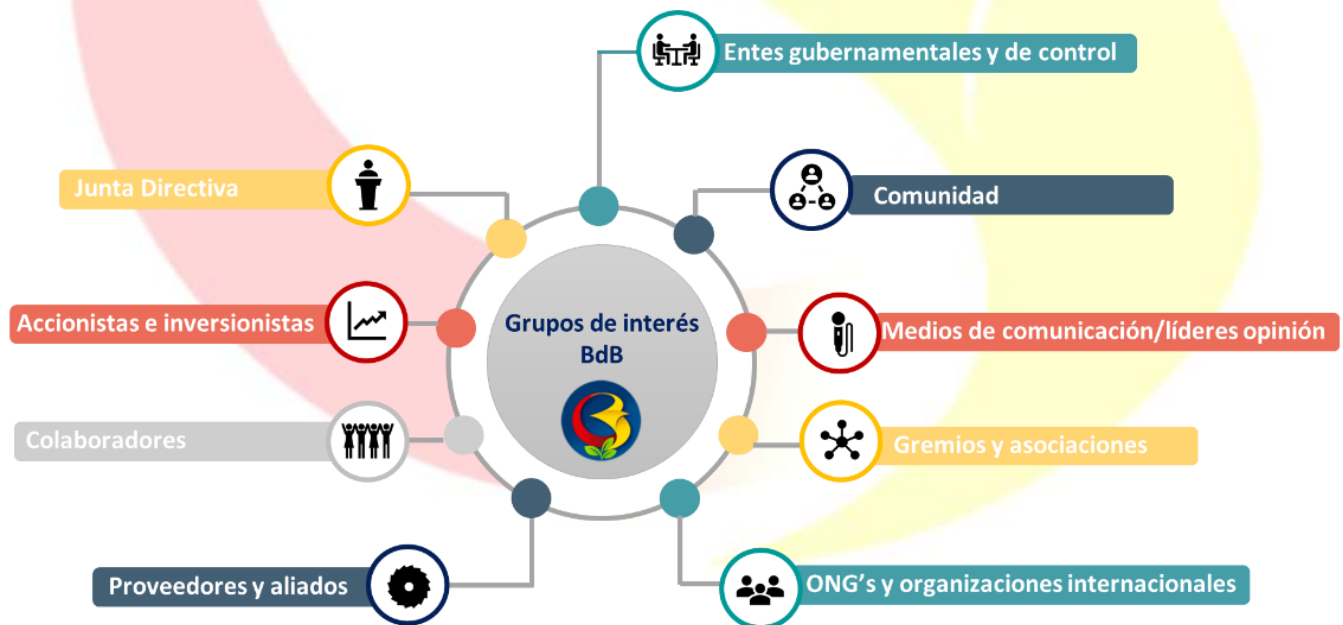 Entes gubernamentales y de control
Junta Directiva
Comunidad
Accionistas e inversionistas
Grupos de interés
BdB
Medios de comunicación/líderes opinión
Colaboradores
Gremios y asociaciones
Proveedores y aliados
ONG's y organizaciones internacionales